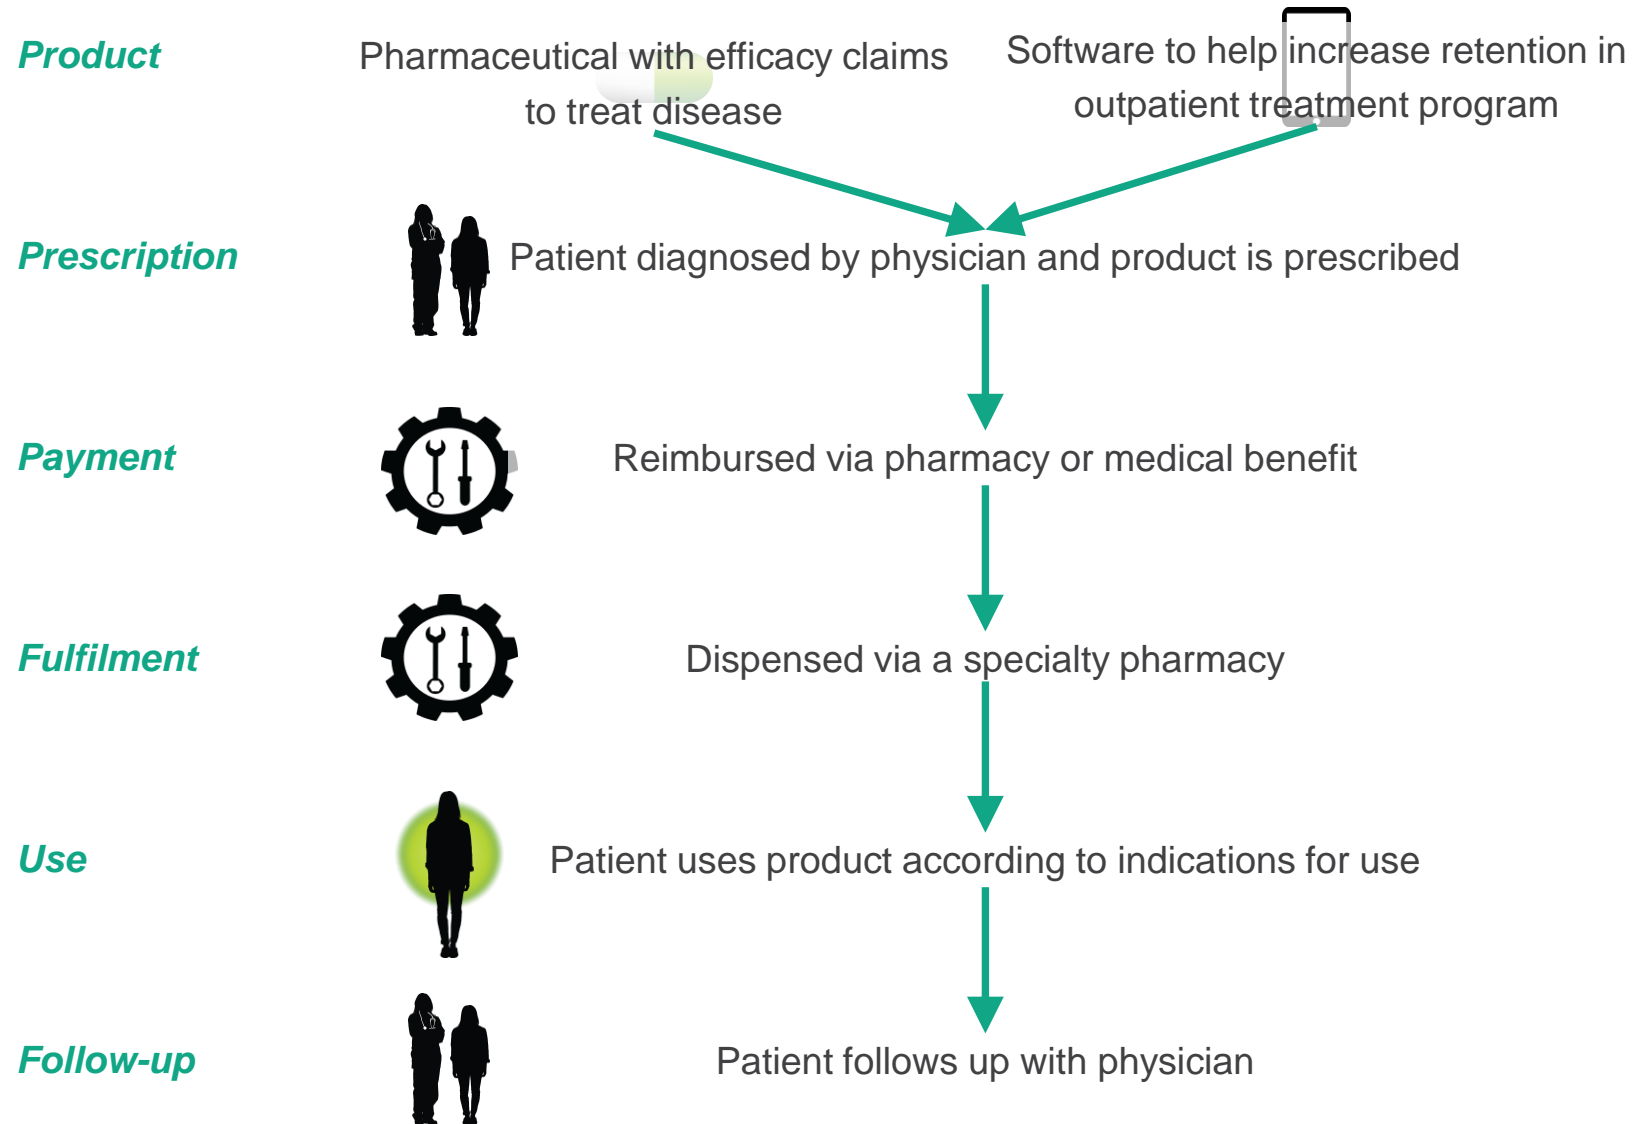 Product
Pharmaceutical with efficacy claims
to treat disease
Software to help increase retention in
outpatient treatment program
Prescription
Patient diagnosed by physician and product is prescribed
Payment
Reimbursed via pharmacy or medical benefit
Fulfilment
Dispensed via a specialty pharmacy
Use
Patient uses product according to indications for use
Follow-up
Patient follows up with physician